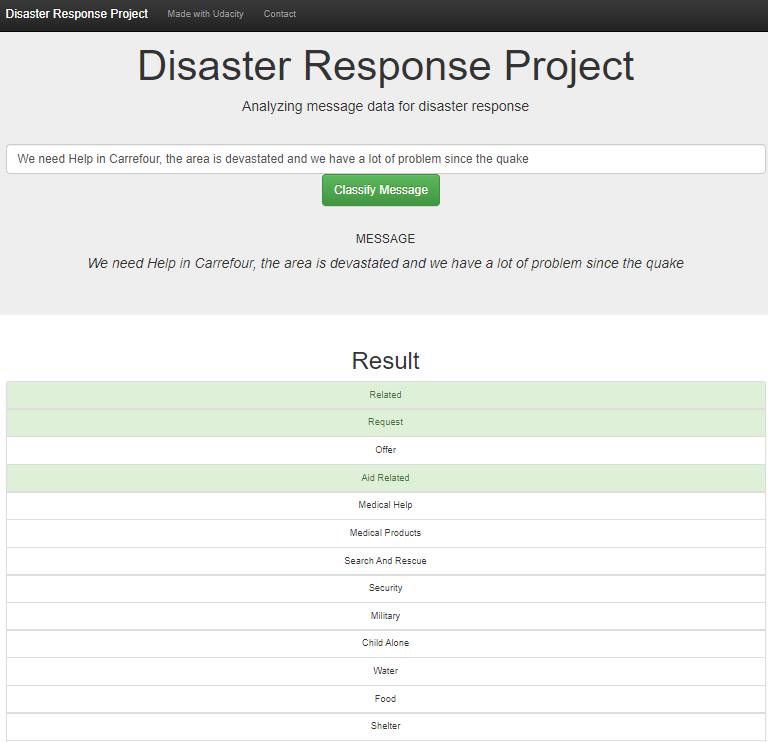 Disaster Response Project Made with Udacity Contact
Disaster Response Project
Analyzing message data for disaster response
We need Help in Carrefour, the area is devastated and we have a lot of problem since the quake
Classify Message
MESSAGE
We need Help in Carrefour, the area is devastated and we have a lot of problem since the quake
Result
Related
Request
Offer
Aid Related
Medical Help
Medical Products
Search And Rescue
Security
Military
Child Alone
Water
Food
Shelter